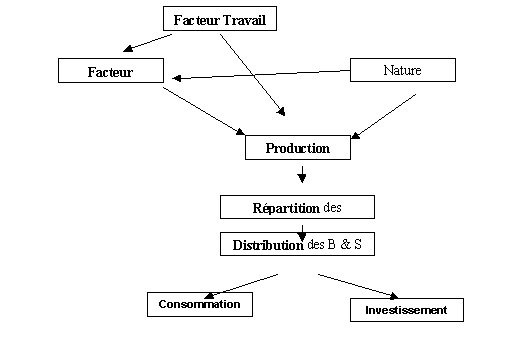 Facteur Travail
Facteur
Nature
Production
Répartition des
Distribution des B & S
Consommation
Investissement